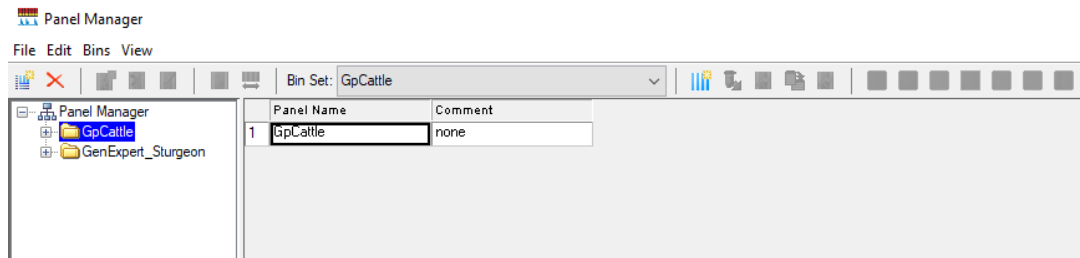 Panel Manager
File Edit Bins View
Bin Set: GpCattle
Panel Manager
GpCattle
GenExpert_Sturgeon
Panel Name Comment
1 GpCattle none